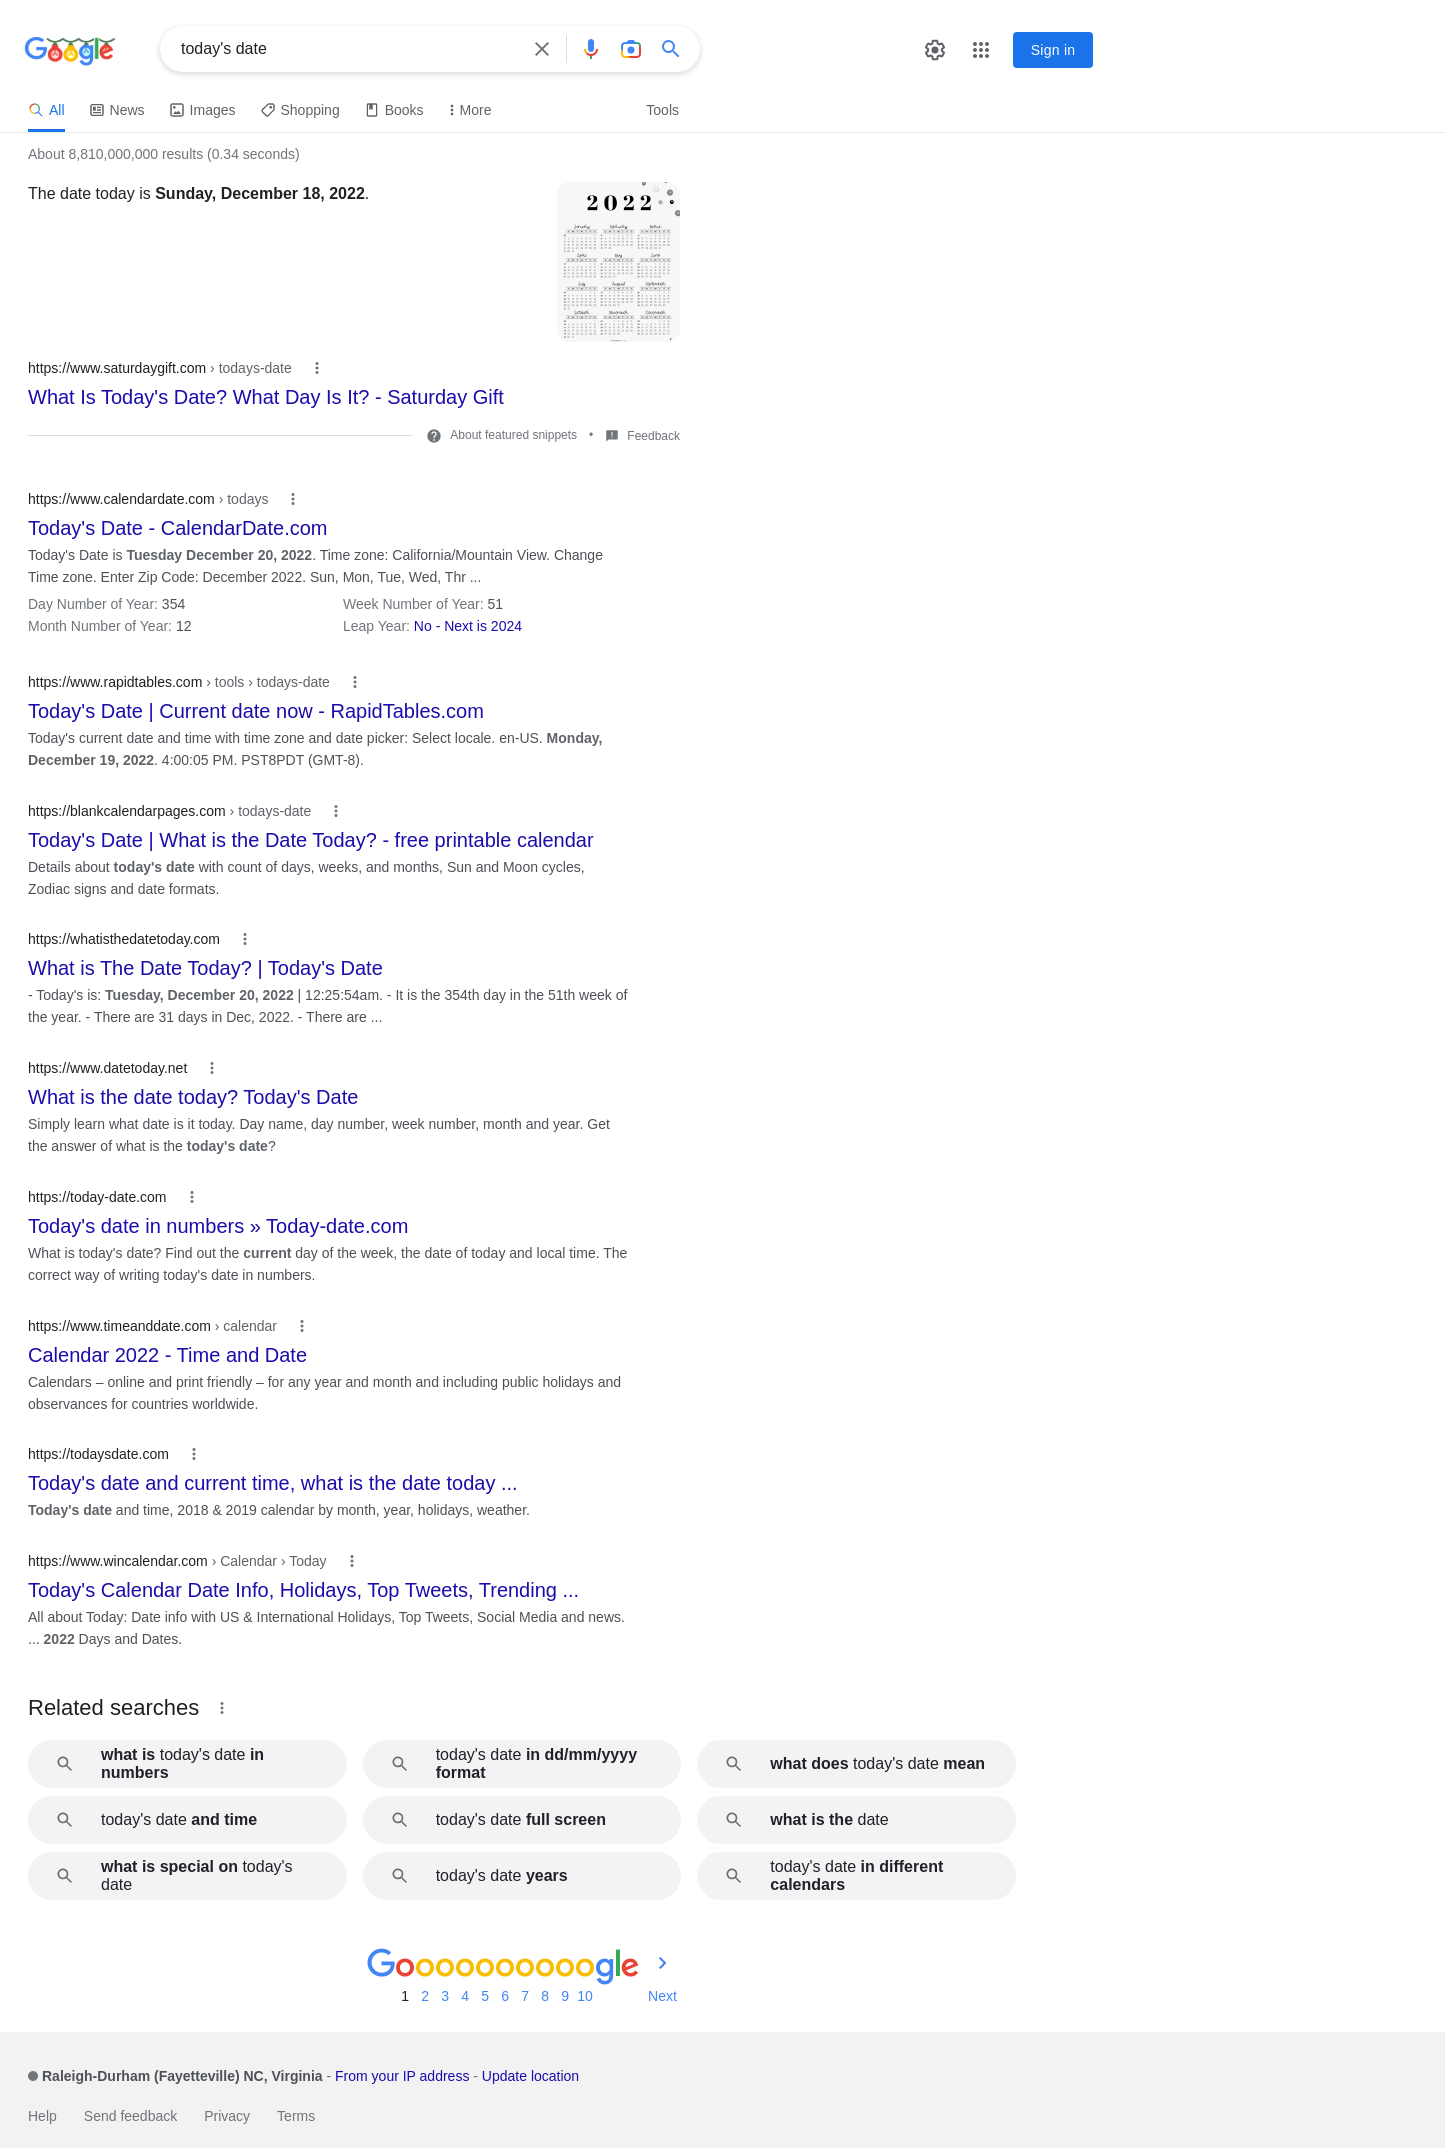 Google
today's date
Sign in
All News Images Shopping Books More Tools
About 8,810,000,000 results (0.34 seconds)
The date today is Sunday, December 18, 2022.
2022
https://www.saturdaygift.com › todays-date
What Is Today's Date? What Day Is It? - Saturday Gift
About featured snippets • Feedback
https://www.calendardate.com › todays
Today's Date - CalendarDate.com
Today's Date is Tuesday December 20, 2022. Time zone: California/Mountain View. Change
Time zone. Enter Zip Code: December 2022. Sun, Mon, Tue, Wed, Thr ...
Day Number of Year: 354 Week Number of Year: 51
Month Number of Year: 12 Leap Year: No - Next is 2024
https://www.rapidtables.com › tools › todays-date
Today's Date | Current date now - RapidTables.com
Today's current date and time with time zone and date picker: Select locale. en-US. Monday,
December 19, 2022. 4:00:05 PM. PST8PDT (GMT-8).
https://blankcalendarpages.com › todays-date
Today's Date | What is the Date Today? - free printable calendar
Details about today's date with count of days, weeks, and months, Sun and Moon cycles,
Zodiac signs and date formats.
https://whatisthedatetoday.com
What is The Date Today? | Today's Date
- Today's is: Tuesday, December 20, 2022 | 12:25:54am. - It is the 354th day in the 51th week of
the year. - There are 31 days in Dec, 2022. - There are ...
https://www.datetoday.net
What is the date today? Today's Date
Simply learn what date is it today. Day name, day number, week number, month and year. Get
the answer of what is the today's date?
https://today-date.com
Today's date in numbers » Today-date.com
What is today's date? Find out the current day of the week, the date of today and local time. The
correct way of writing today's date in numbers.
https://www.timeanddate.com › calendar
Calendar 2022 - Time and Date
Calendars – online and print friendly – for any year and month and including public holidays and
observances for countries worldwide.
https://todaysdate.com
Today's date and current time, what is the date today ...
Today's date and time, 2018 & 2019 calendar by month, year, holidays, weather.
https://www.wincalendar.com › Calendar › Today
Today's Calendar Date Info, Holidays, Top Tweets, Trending ...
All about Today: Date info with US & International Holidays, Top Tweets, Social Media and news.
... 2022 Days and Dates.
Related searches
what is today's date in
numbers
today's date in dd/mm/yyyy
format
what does today's date mean
today's date and time
today's date full screen
what is the date
what is special on today's
date
today's date years
today's date in different
calendars
Goooooooooogle
1 2 3 4 5 6 7 8 9 10 Next
Raleigh-Durham (Fayetteville) NC, Virginia - From your IP address - Update location
Help Send feedback Privacy Terms